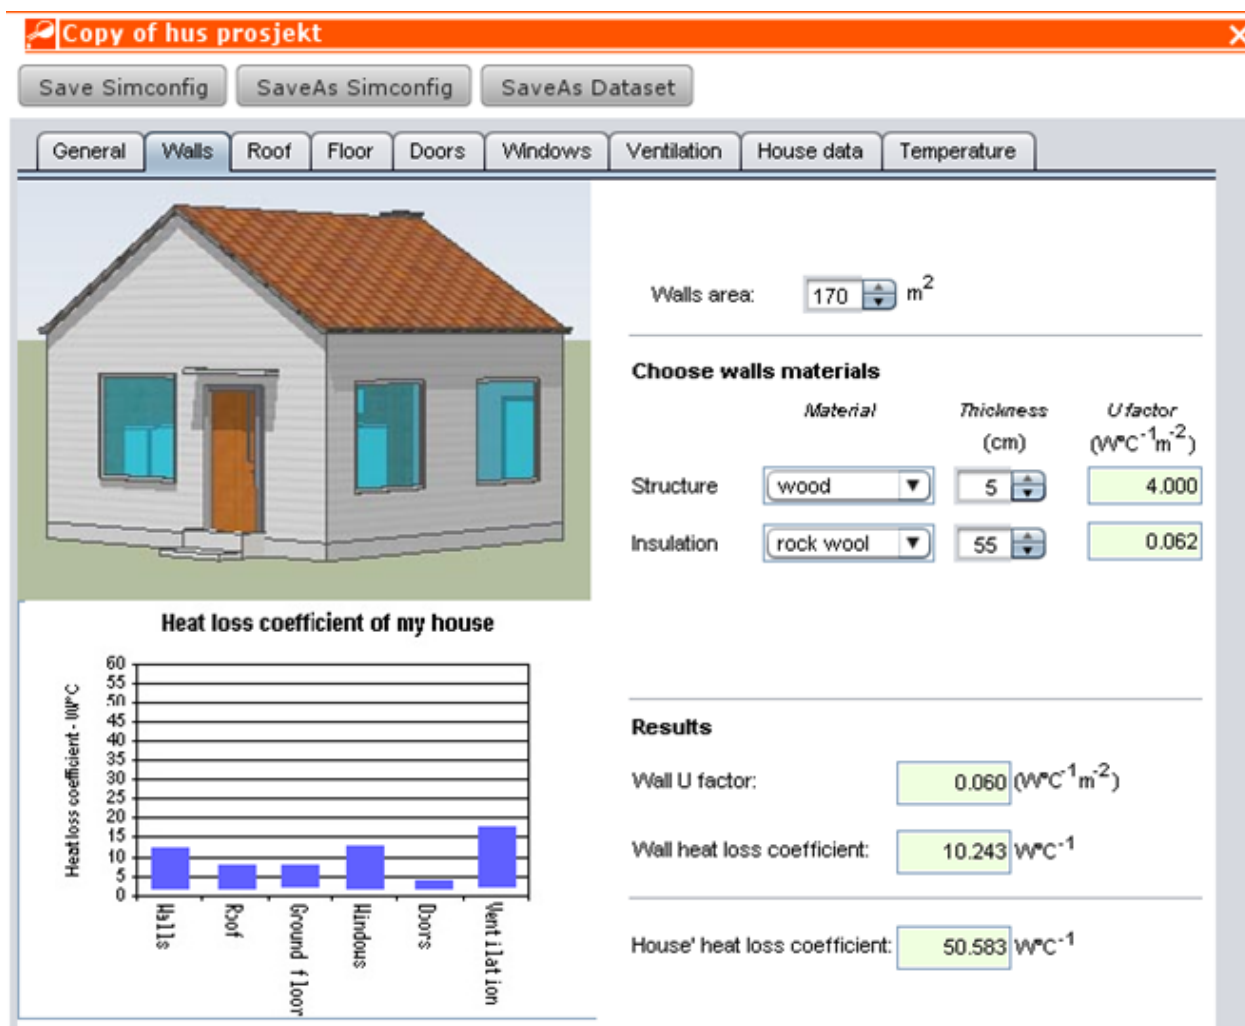 Copy of hus prosjekt
Save Simconfig SaveAs Simconfig SaveAs Dataset
General Walls Roof Floor Doors Windows Ventilation House data Temperature
Walls area: 170 m²
Choose walls materials
Material Thickness U factor
(cm) (W°C⁻¹m⁻²)
Structure wood 5 4.000
Insulation rock wool 55 0.062
Heat loss coefficient of my house
Heat loss coefficient - W/°C
60
55
50
45
40
35
30
25
20
15
10
5
0
Walls Roof Ground floor Windows Doors Ventilation
Results
Wall U factor: 0.060 (W°C⁻¹m⁻²)
Wall heat loss coefficient: 10.243 W°C⁻¹
House' heat loss coefficient: 50.583 W°C⁻¹